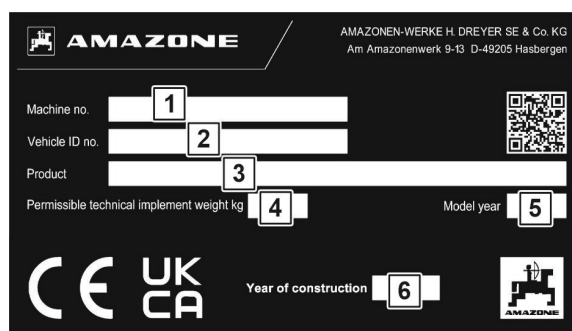 AMAZONE
AMAZONEN-WERKE H. DREYER SE & Co. KG
Am Amazonenwerk 9-13 D-49205 Hasbergen
Machine no. 1
Vehicle ID no. 2
Product 3
Permissible technical implement weight kg 4
Model year 5
CE
UK
CA
Year of construction 6
AMAZONE